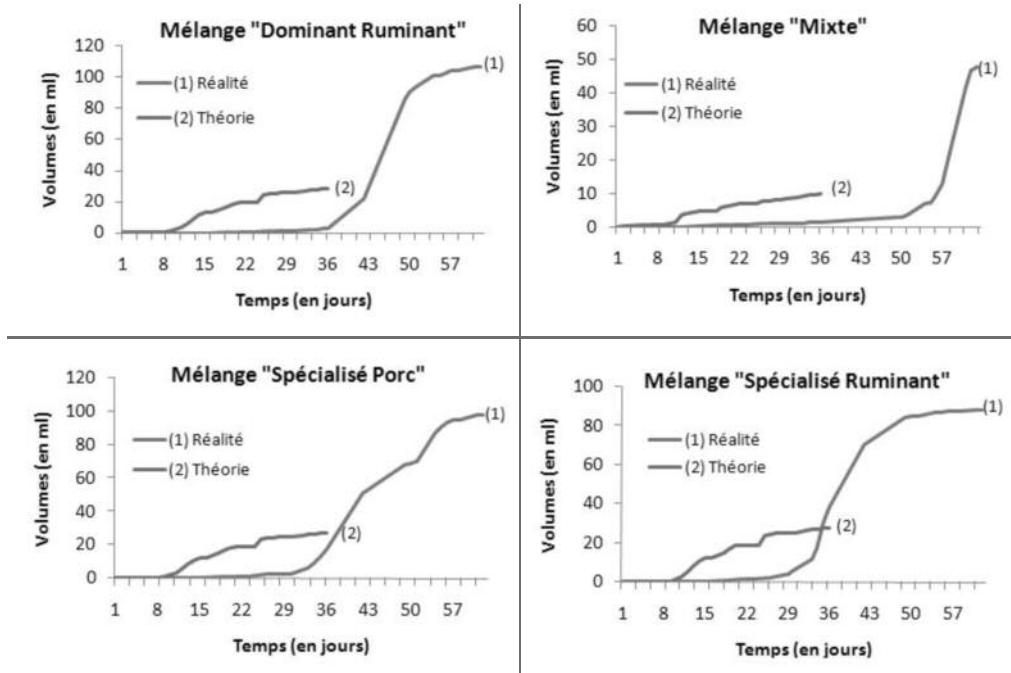 Mélange "Dominant Ruminant"
Volumes (en ml)
120
100
80
60
40
20
0
(1) Réalité
(2) Théorie
(1)
(2)
1 8 15 22 29 36 43 50 57
Temps (en jours)
Mélange "Mixte"
Volumes (en ml)
60
50
40
30
20
10
0
(1) Réalité
(2) Théorie
(1)
(2)
1 8 15 22 29 36 43 50 57
Temps (en jours)
Mélange "Spécialisé Porc"
Volumes (en ml)
120
100
80
60
40
20
0
(1) Réalité
(2) Théorie
(1)
(2)
1 8 15 22 29 36 43 50 57
Temps (en jours)
Mélange "Spécialisé Ruminant"
Volumes (en ml)
100
80
60
40
20
0
(1) Réalité
(2) Théorie
(1)
(2)
1 8 15 22 29 36 43 50 57
Temps (en jours)